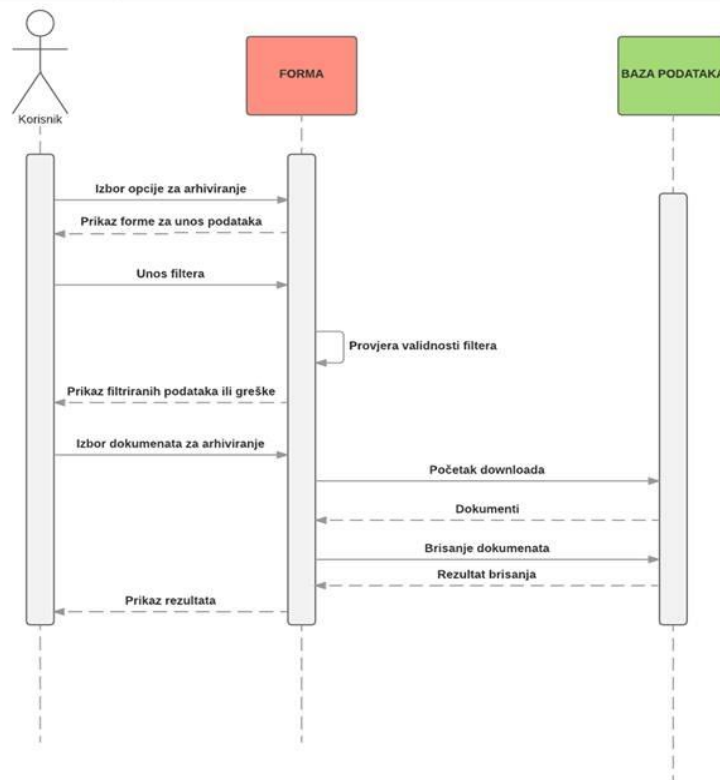 FORMA
BAZA PODATAKA
Korisnik
Izbor opcije za arhiviranje
Prikaz forme za unos podataka
Unos filtera
Provjera validnosti filtera
Prikaz filtriranih podataka ili greške
Izbor dokumenata za arhiviranje
Početak downloada
Dokumenti
Brisanje dokumenata
Rezultat brisanja
Prikaz rezultata